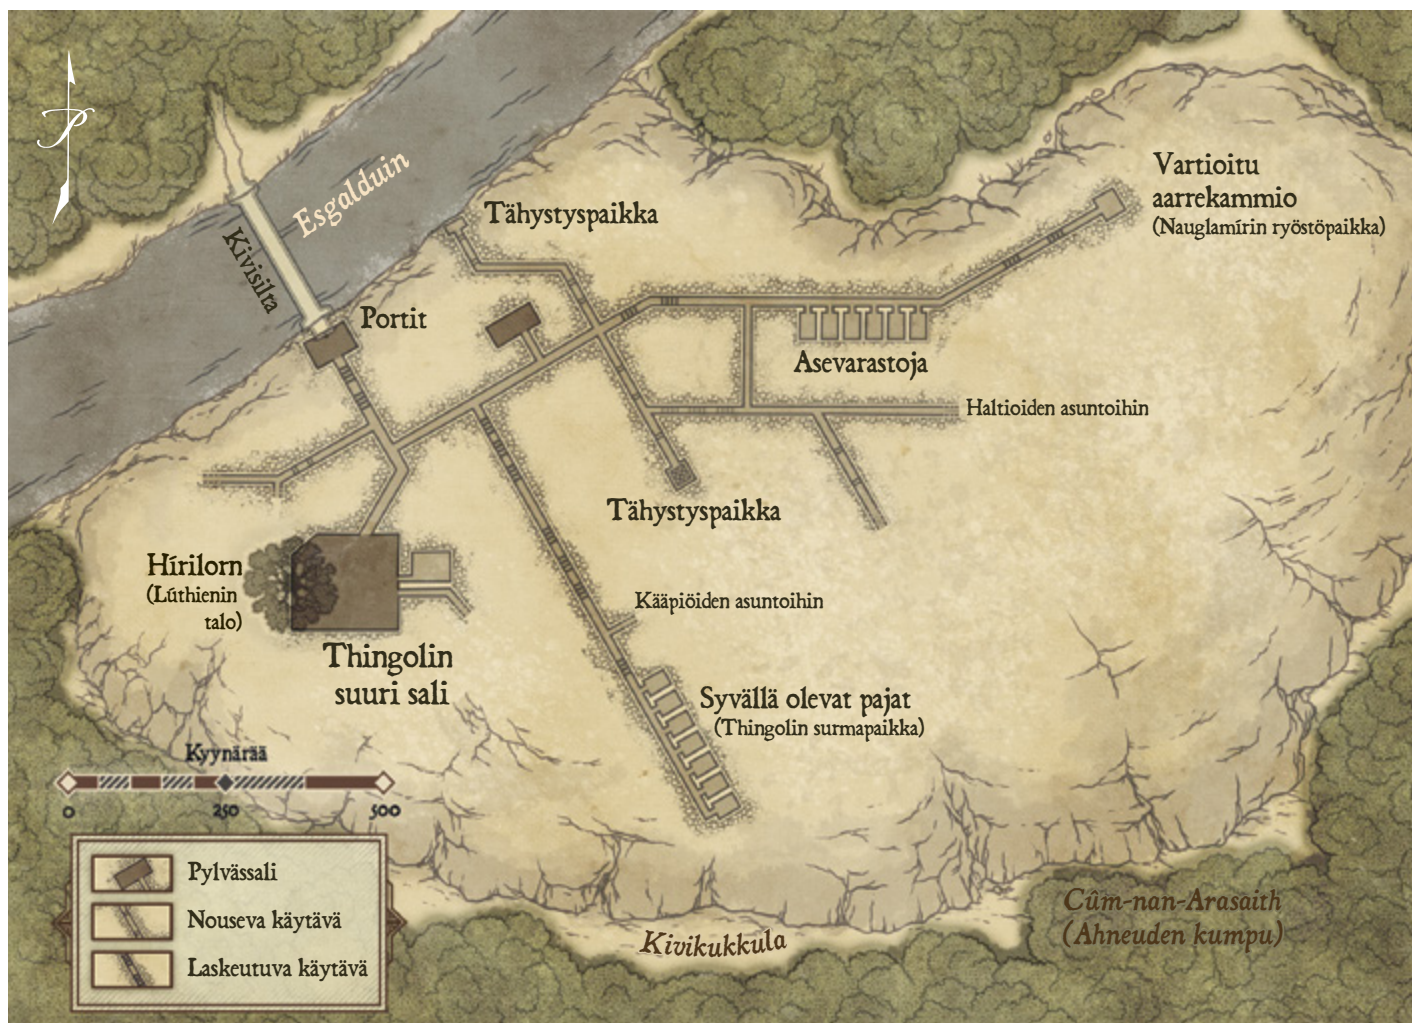 P
Esgalduin
Kivisilta
Tähystyspaikka
Portit
Vartioitu
aarrekammio
(Nauglamírin ryöstöpaikka)
Asevarastoja
Haltioiden asuntoihin
Tähystyspaikka
Hírilorn
(Lúthienin
talo)
Thingolin
suuri sali
Kääpiöiden asuntoihin
Syvällä olevat pajat
(Thingolin surmapaikka)
Kyynärää
0 250 500
Pylvässali
Nouseva käytävä
Laskeutuva käytävä
Kivikukkula
Cûm-nan-Arasaith
(Ahneuden kumpu)